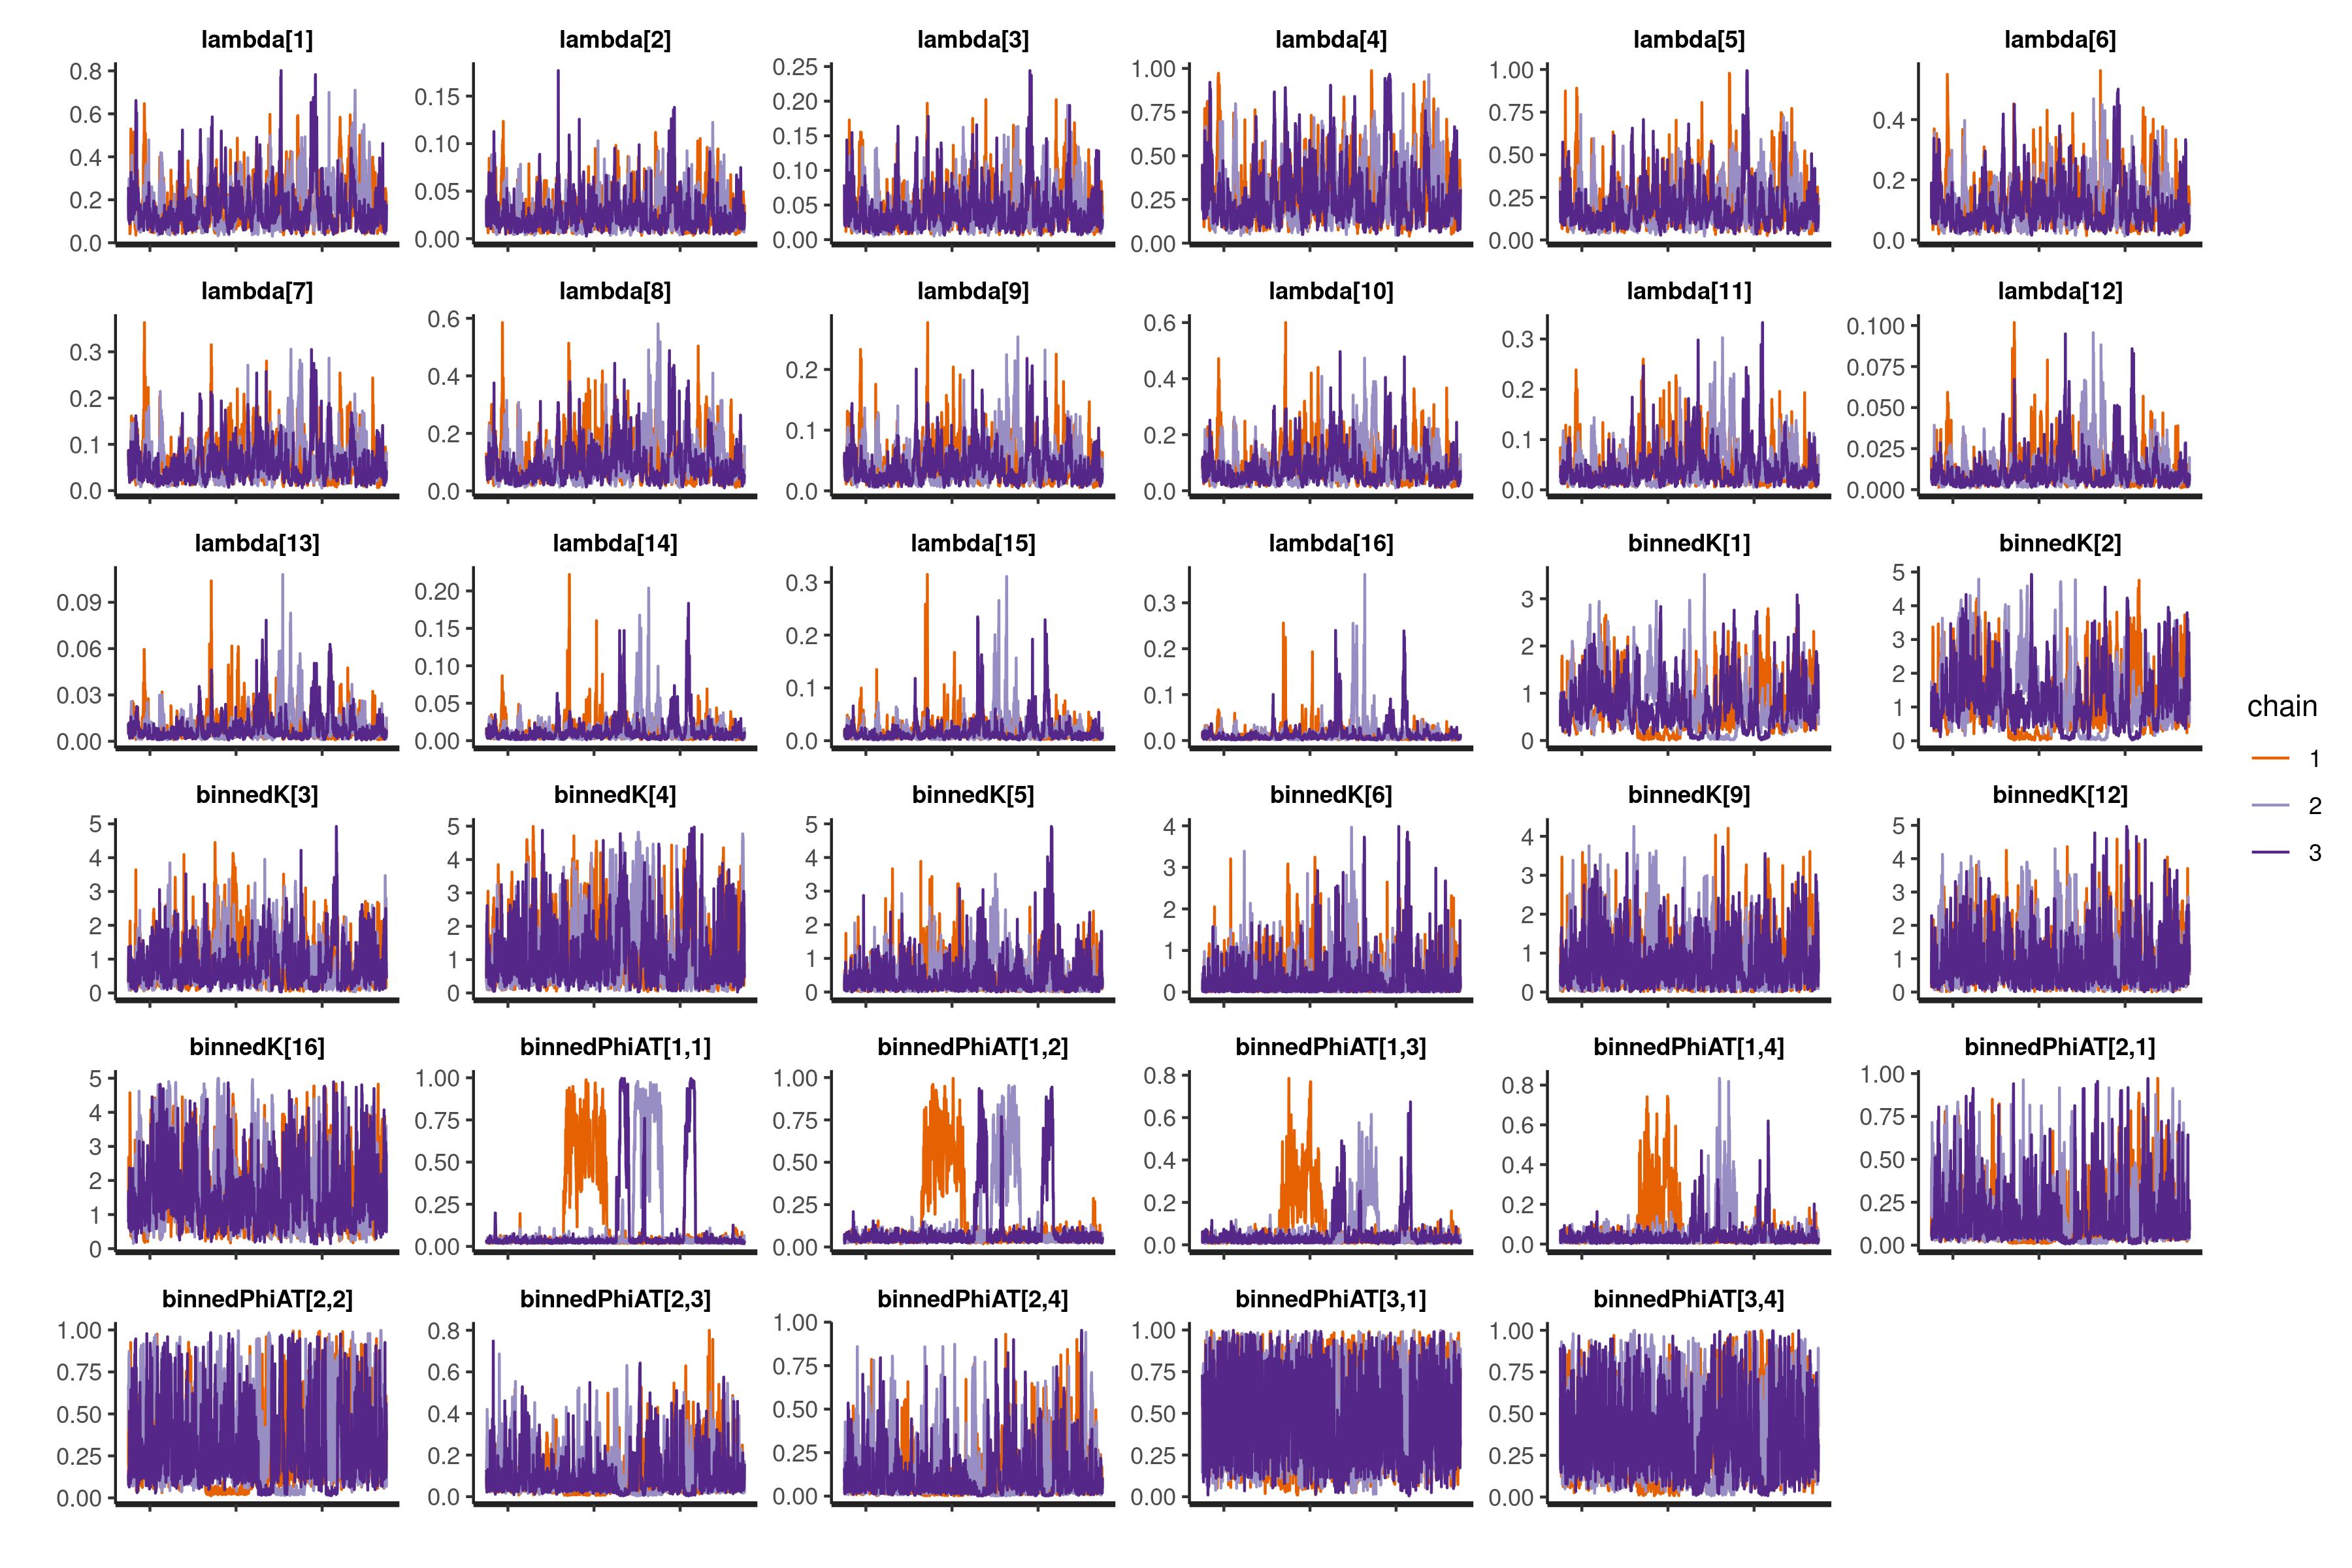 lambda[1] lambda[2] lambda[3] lambda[4] lambda[5] lambda[6]
0.8 0.6 0.4 0.2 0.0
0.15 0.10 0.05 0.00
0.25 0.20 0.15 0.10 0.05 0.00
1.00 0.75 0.50 0.25 0.00
1.00 0.75 0.50 0.25 0.00
0.4 0.2 0.0
lambda[7] lambda[8] lambda[9] lambda[10] lambda[11] lambda[12]
0.3 0.2 0.1 0.0
0.6 0.4 0.2 0.0
0.2 0.1 0.0
0.6 0.4 0.2 0.0
0.3 0.2 0.1 0.0
0.100 0.075 0.050 0.025 0.000
lambda[13] lambda[14] lambda[15] lambda[16] binnedK[1] binnedK[2]
0.09 0.06 0.03 0.00
0.20 0.15 0.10 0.05 0.00
0.3 0.2 0.1 0.0
0.3 0.2 0.1 0.0
3 2 1 0
5 4 3 2 1 0
binnedK[3] binnedK[4] binnedK[5] binnedK[6] binnedK[9] binnedK[12]
5 4 3 2 1 0
5 4 3 2 1 0
5 4 3 2 1 0
4 3 2 1 0
4 3 2 1 0
5 4 3 2 1 0
binnedK[16] binnedPhiAT[1,1] binnedPhiAT[1,2] binnedPhiAT[1,3] binnedPhiAT[1,4] binnedPhiAT[2,1]
5 4 3 2 1 0
1.00 0.75 0.50 0.25 0.00
1.00 0.75 0.50 0.25 0.00
0.8 0.6 0.4 0.2 0.0
0.8 0.6 0.4 0.2 0.0
1.00 0.75 0.50 0.25 0.00
binnedPhiAT[2,2] binnedPhiAT[2,3] binnedPhiAT[2,4] binnedPhiAT[3,1] binnedPhiAT[3,4]
1.00 0.75 0.50 0.25 0.00
0.8 0.6 0.4 0.2 0.0
1.00 0.75 0.50 0.25 0.00
1.00 0.75 0.50 0.25 0.00
1.00 0.75 0.50 0.25 0.00
chain
1
2
3